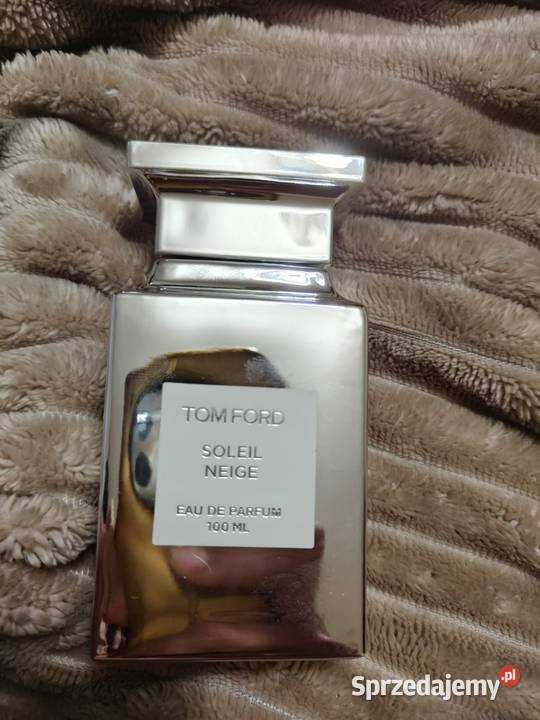 TOM FORD
SOLEIL
NEIGE
EAU DE PARFUM
100 ML
Sprzedajemy.pl